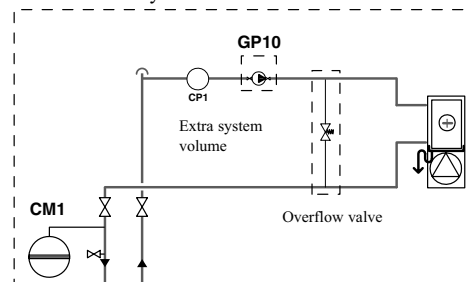 GP10
CP1
Extra system
volume
CM1
Overflow valve